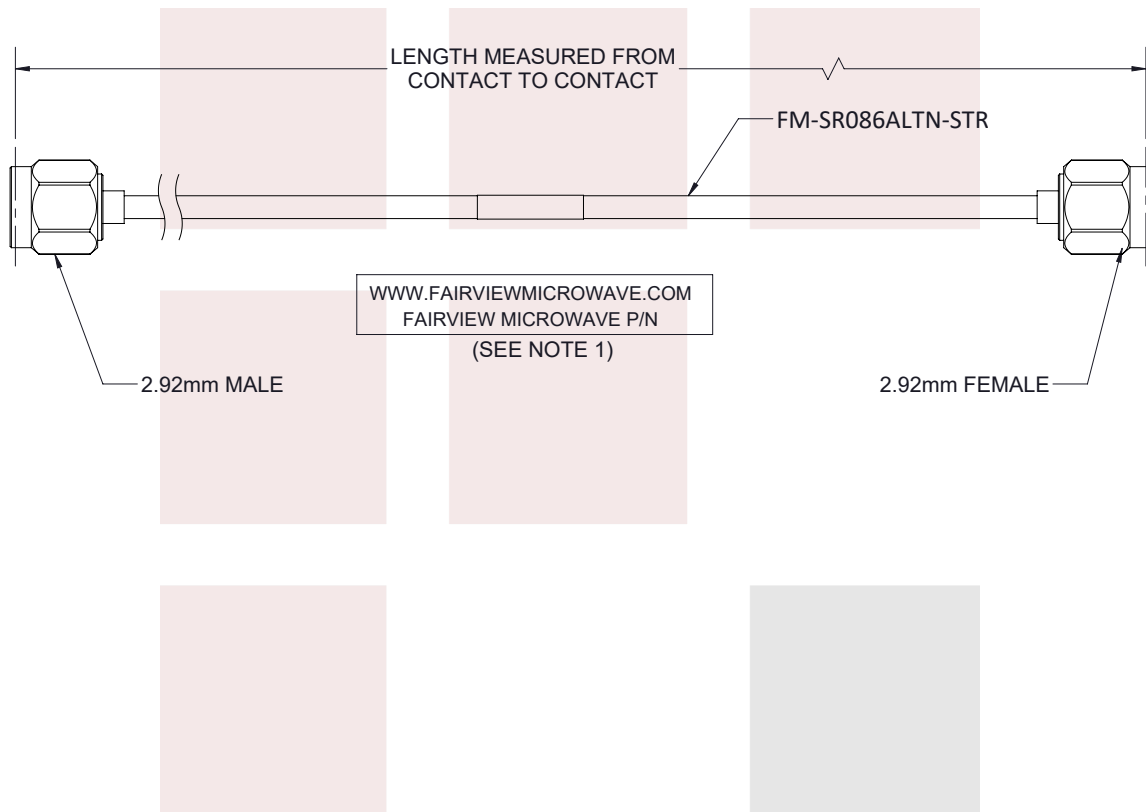 LENGTH MEASURED FROM
CONTACT TO CONTACT
FM-SR086ALTN-STR
WWW.FAIRVIEWMICROWAVE.COM
FAIRVIEW MICROWAVE P/N
(SEE NOTE 1)
2.92mm MALE
2.92mm FEMALE